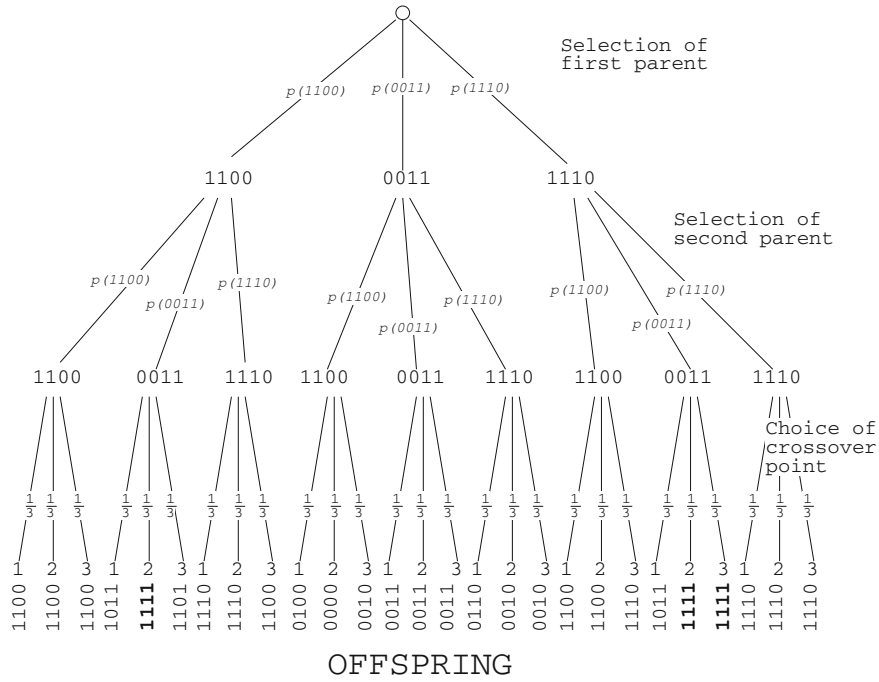 Selection of
first parent
p(1100) p(0011) p(1110)
1100 0011 1110
Selection of
second parent
p(1100) p(0011) p(1110) p(1100) p(0011) p(1110) p(1100) p(0011) p(1110)
1100 0011 1110 1100 0011 1110 1100 0011 1110
Choice of
crossover
point
1/3 1/3 1/3 1/3 1/3 1/3 1/3 1/3 1/3 1/3 1/3 1/3 1/3 1/3 1/3 1/3 1/3 1/3 1/3 1/3 1/3 1/3 1/3 1/3 1/3 1/3 1/3
1 2 3 1 2 3 1 2 3 1 2 3 1 2 3 1 2 3 1 2 3 1 2 3 1 2 3
1100 1100 1100 1011 1111 1101 1110 1110 1100 0100 0000 0010 0011 0011 0011 0110 0010 0010 1100 1100 1110 1011 1111 1111 1110 1110 1110
OFFSPRING